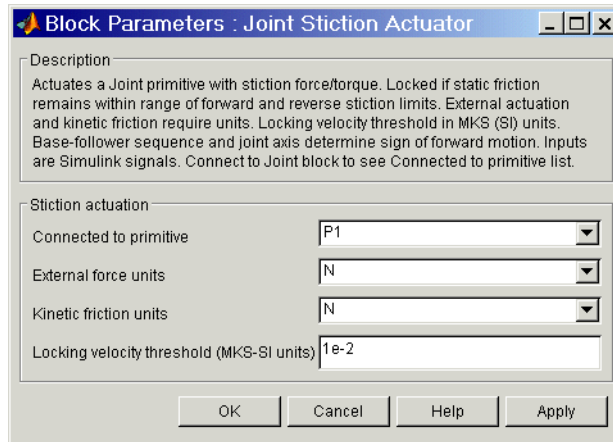 Block Parameters : Joint Stiction Actuator
Description
Actuates a Joint primitive with stiction force/torque. Locked if static friction
remains within range of forward and reverse stiction limits. External actuation
and kinetic friction require units. Locking velocity threshold in MKS (SI) units.
Base-follower sequence and joint axis determine sign of forward motion. Inputs
are Simulink signals. Connect to Joint block to see Connected to primitive list.
Stiction actuation
Connected to primitive P1
External force units N
Kinetic friction units N
Locking velocity threshold (MKS-SI units) 1e-2
OK Cancel Help Apply